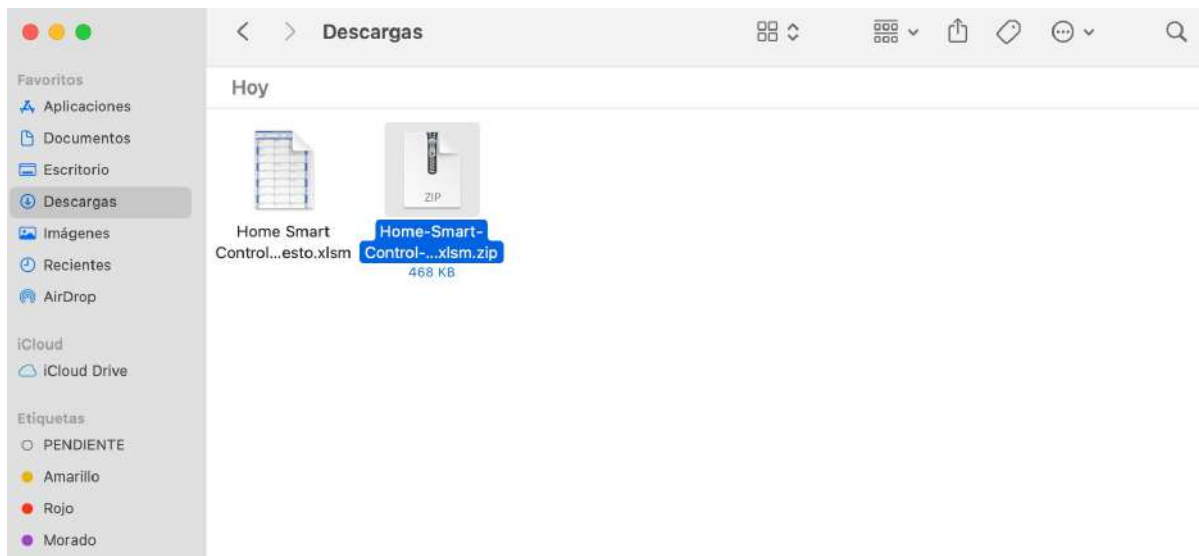 Descargas
Favoritos
Aplicaciones
Documentos
Escritorio
Descargas
Imágenes
Recientes
AirDrop
iCloud
iCloud Drive
Etiquetas
PENDIENTE
Amarillo
Rojo
Morado
Hoy
Home Smart
Control...esto.xlsm
ZIP
Home-Smart-
Control-...xlsm.zip
468 KB